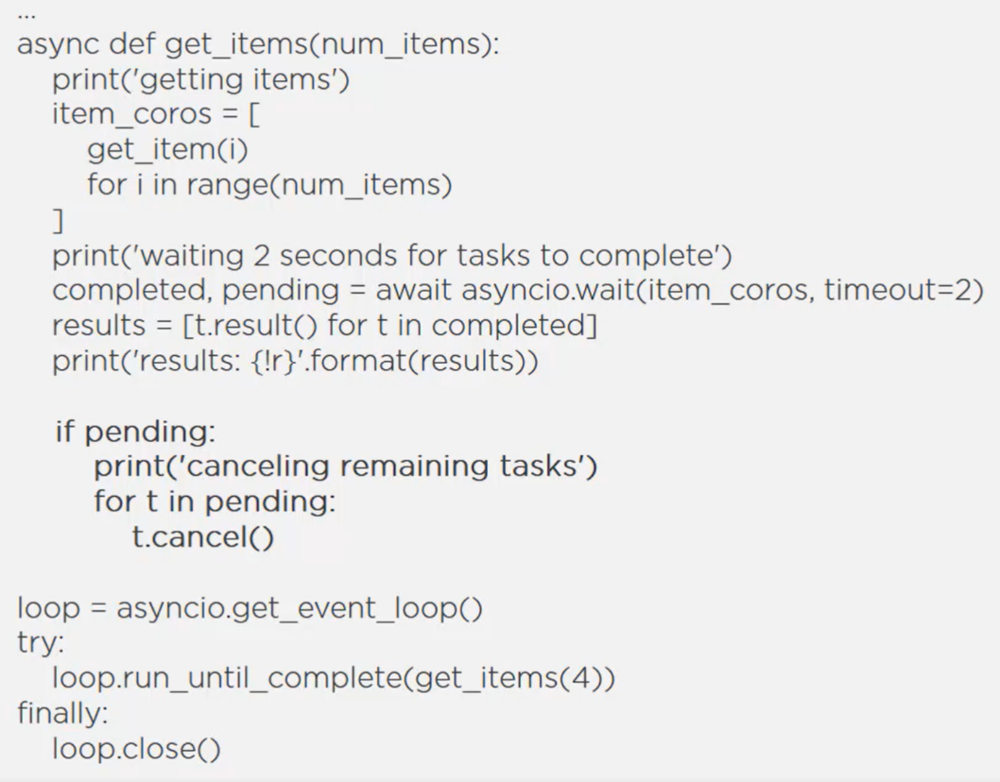 ...
async def get_items(num_items):
    print('getting items')
    item_coros = [
        get_item(i)
        for i in range(num_items)
    ]
    print('waiting 2 seconds for tasks to complete')
    completed, pending = await asyncio.wait(item_coros, timeout=2)
    results = [t.result() for t in completed]
    print('results: {!r}'.format(results))

    if pending:
        print('canceling remaining tasks')
        for t in pending:
            t.cancel()

loop = asyncio.get_event_loop()
try:
    loop.run_until_complete(get_items(4))
finally:
    loop.close()